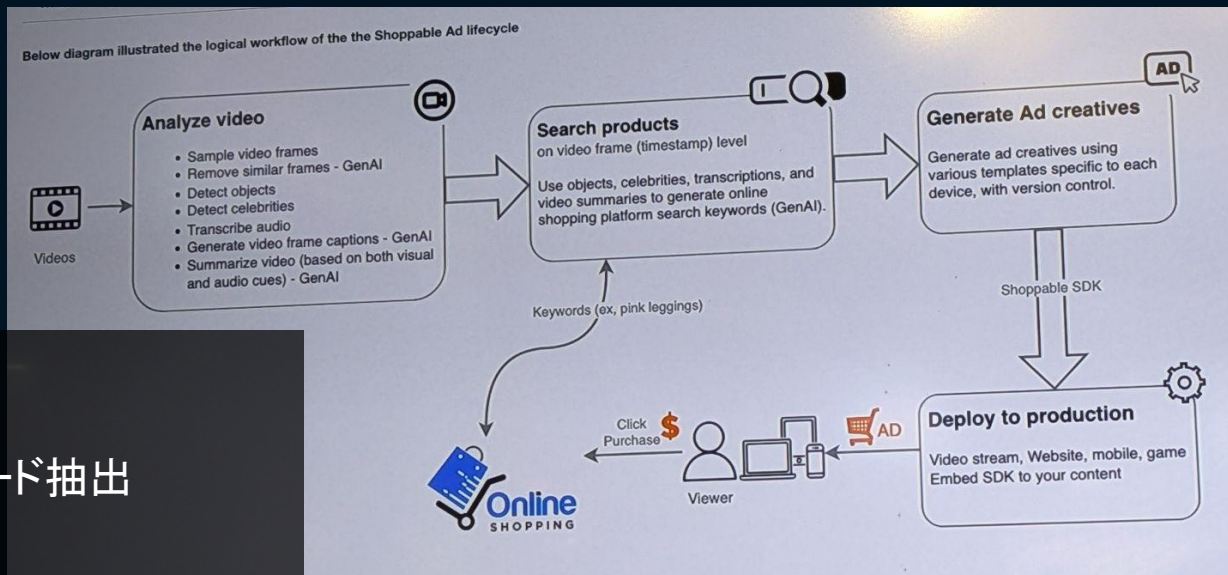 Below diagram illustrated the logical workflow of the the Shoppable Ad lifecycle
Analyze video
• Sample video frames
• Remove similar frames - GenAI
• Detect objects
• Detect celebrities
• Transcribe audio
• Generate video frame captions - GenAI
• Summarize video (based on both visual
and audio cues) - GenAI
Videos
Search products
on video frame (timestamp) level
Use objects, celebrities, transcriptions, and
video summaries to generate online
shopping platform search keywords (GenAI).
AD
Generate Ad creatives
Generate ad creatives using
various templates specific to each
device, with version control.
Shoppable SDK
Keywords (ex, pink leggings)
Deploy to production
Video stream, Website, mobile, game
Embed SDK to your content
AD
Viewer
Click
Purchase
$
Online
SHOPPING
ード抽出